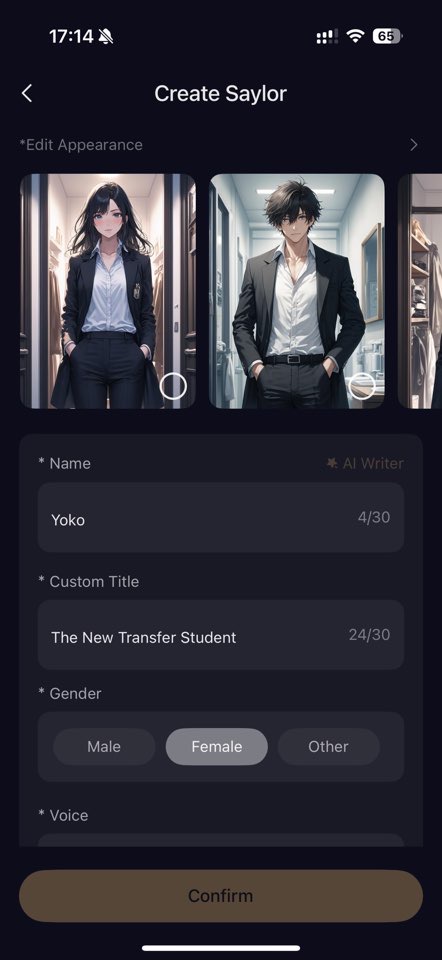 17:14
65
Create Saylor
*Edit Appearance
* Name
AI Writer
Yoko
4/30
* Custom Title
The New Transfer Student
24/30
* Gender
Male Female Other
* Voice
Confirm